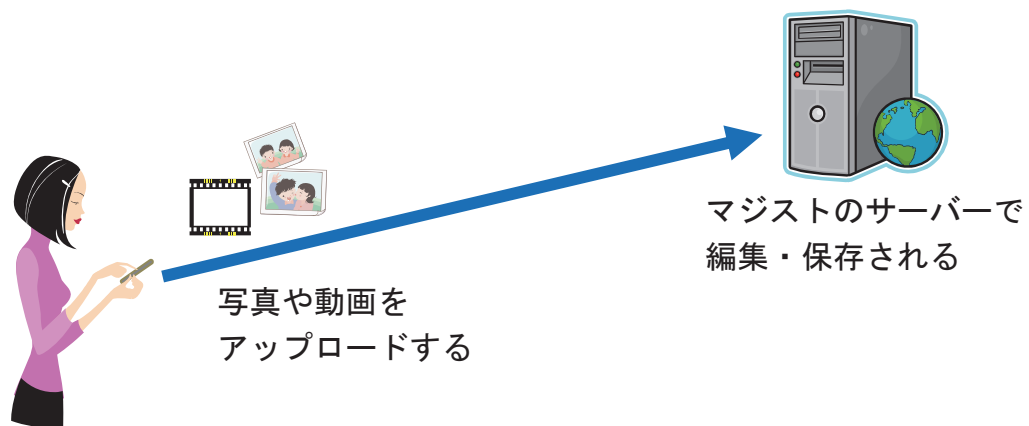 マジストのサーバーで
編集・保存される
写真や動画を
アップロードする